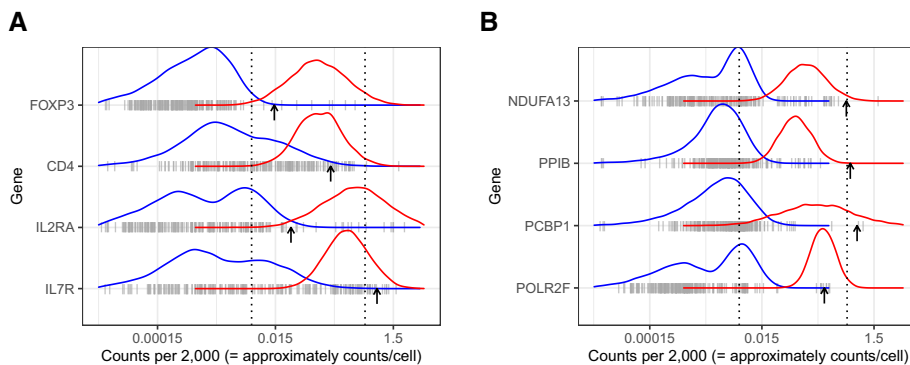 A
Gene
FOXP3
CD4
IL2RA
IL7R
0.00015
0.015
1.5
Counts per 2,000 (= approximately counts/cell)
B
Gene
NDUFA13
PPIB
PCBP1
POLR2F
0.00015
0.015
1.5
Counts per 2,000 (= approximately counts/cell)